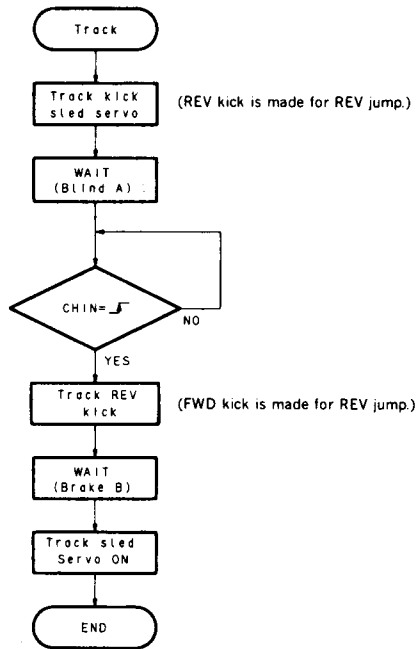 Track
Track kick
sled servo
(REV kick is made for REV jump.)
WAIT
(Blind A)
CHIN=
NO
YES
Track REV
kick
(FWD kick is made for REV jump.)
WAIT
(Brake B)
Track sled
Servo ON
END